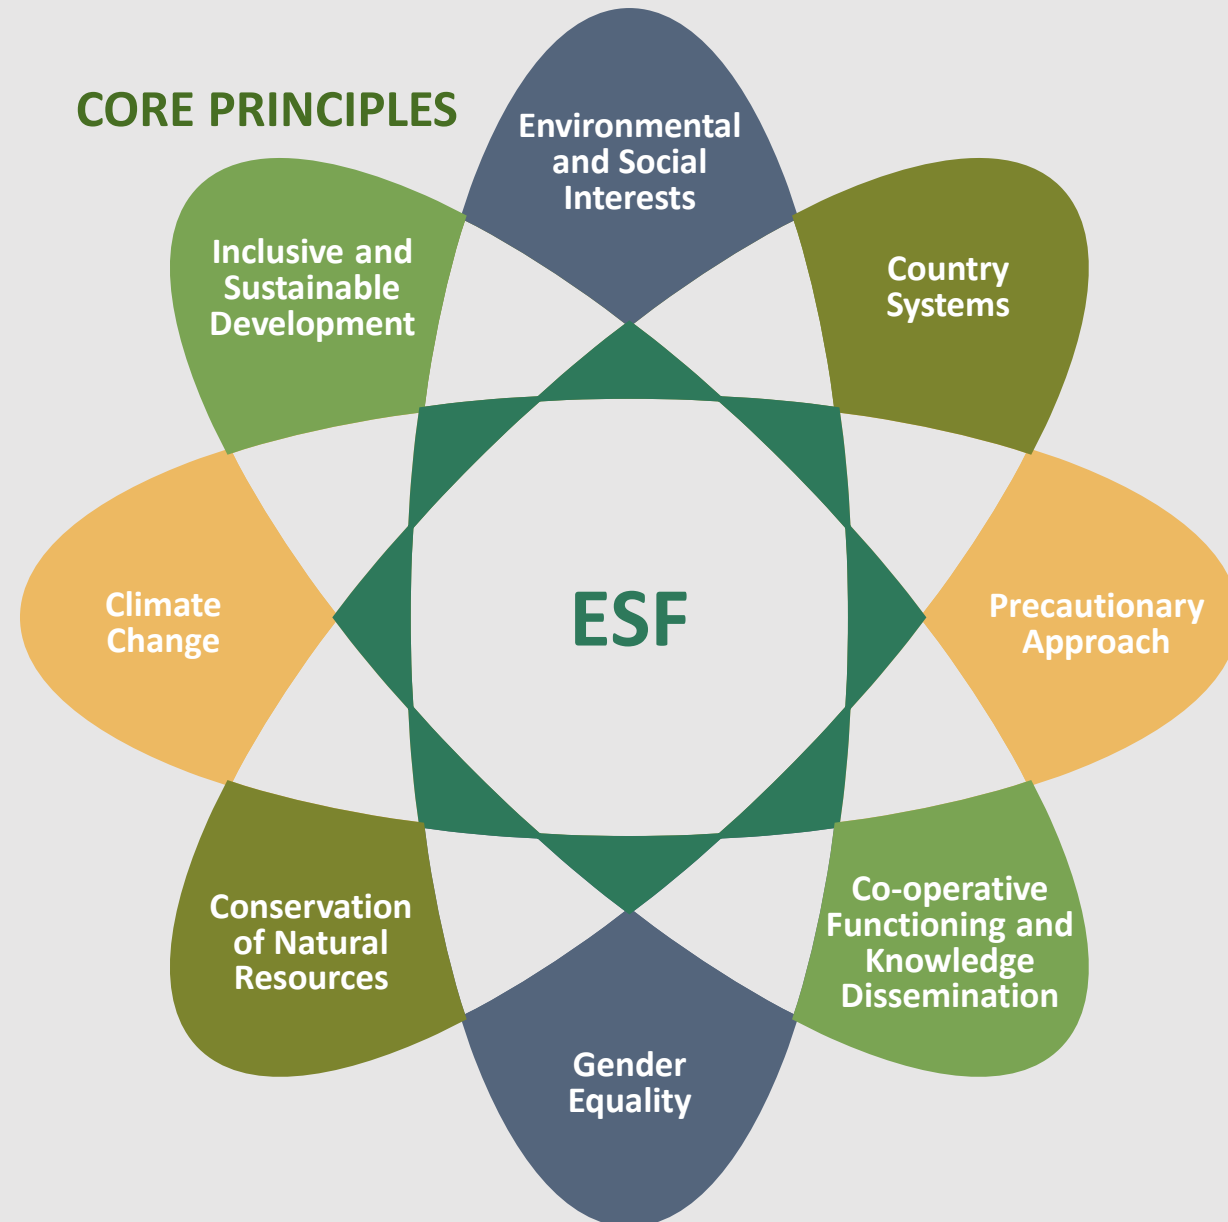 CORE PRINCIPLES
Environmental
and Social
Interests
Country
Systems
Precautionary
Approach
Co-operative
Functioning and
Knowledge
Dissemination
Gender
Equality
Conservation
of Natural
Resources
Climate
Change
Inclusive and
Sustainable
Development
ESF